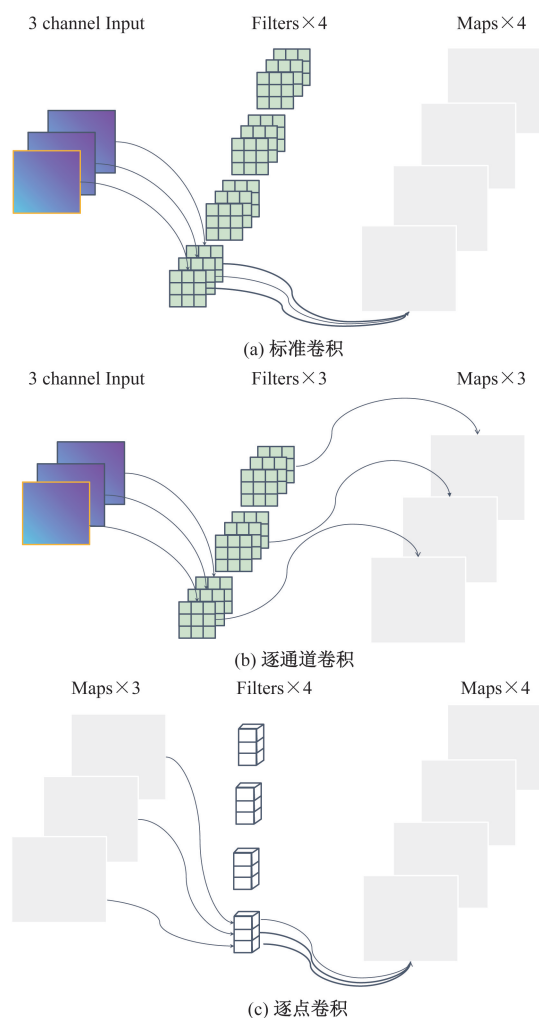 3 channel Input Filters×4 Maps×4
(a) 标准卷积
3 channel Input Filters×3 Maps×3
(b) 逐通道卷积
Maps×3 Filters×4 Maps×4
(c) 逐点卷积